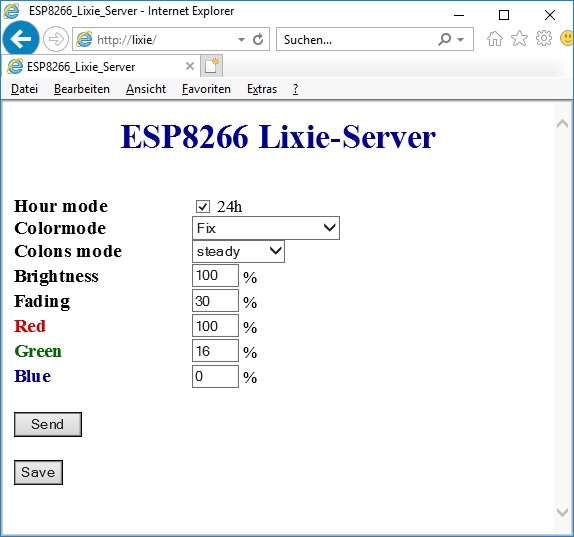 ESP8266_Lixie_Server - Internet Explorer
http://lixie/ Suchen...
ESP8266_Lixie_Server
Datei Bearbeiten Ansicht Favoriten Extras ?
ESP8266 Lixie-Server
Hour mode 24h
Colormode Fix
Colons mode steady
Brightness 100 %
Fading 30 %
Red 100 %
Green 16 %
Blue 0 %
Send
Save